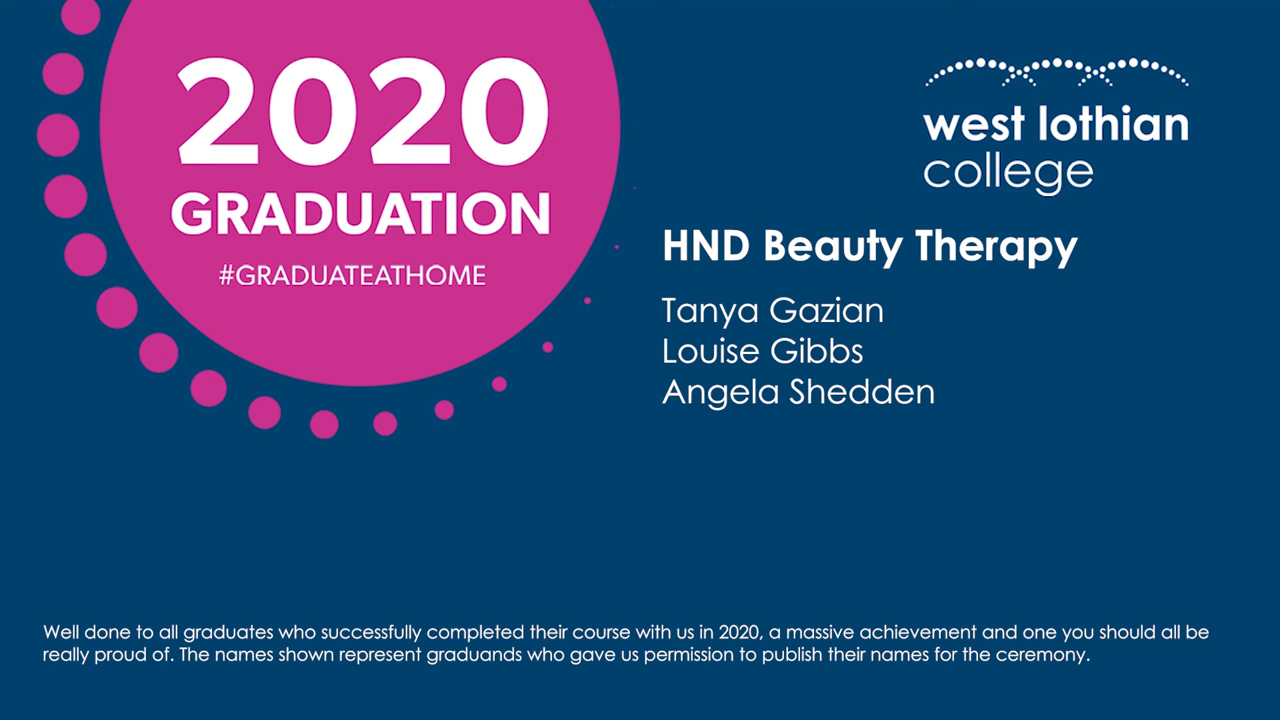 2020
GRADUATION
#GRADUATEATHOME
west lothian
college
HND Beauty Therapy
Tanya Gazian
Louise Gibbs
Angela Shedden
Well done to all graduates who successfully completed their course with us in 2020, a massive achievement and one you should all be
really proud of. The names shown represent graduands who gave us permission to publish their names for the ceremony.